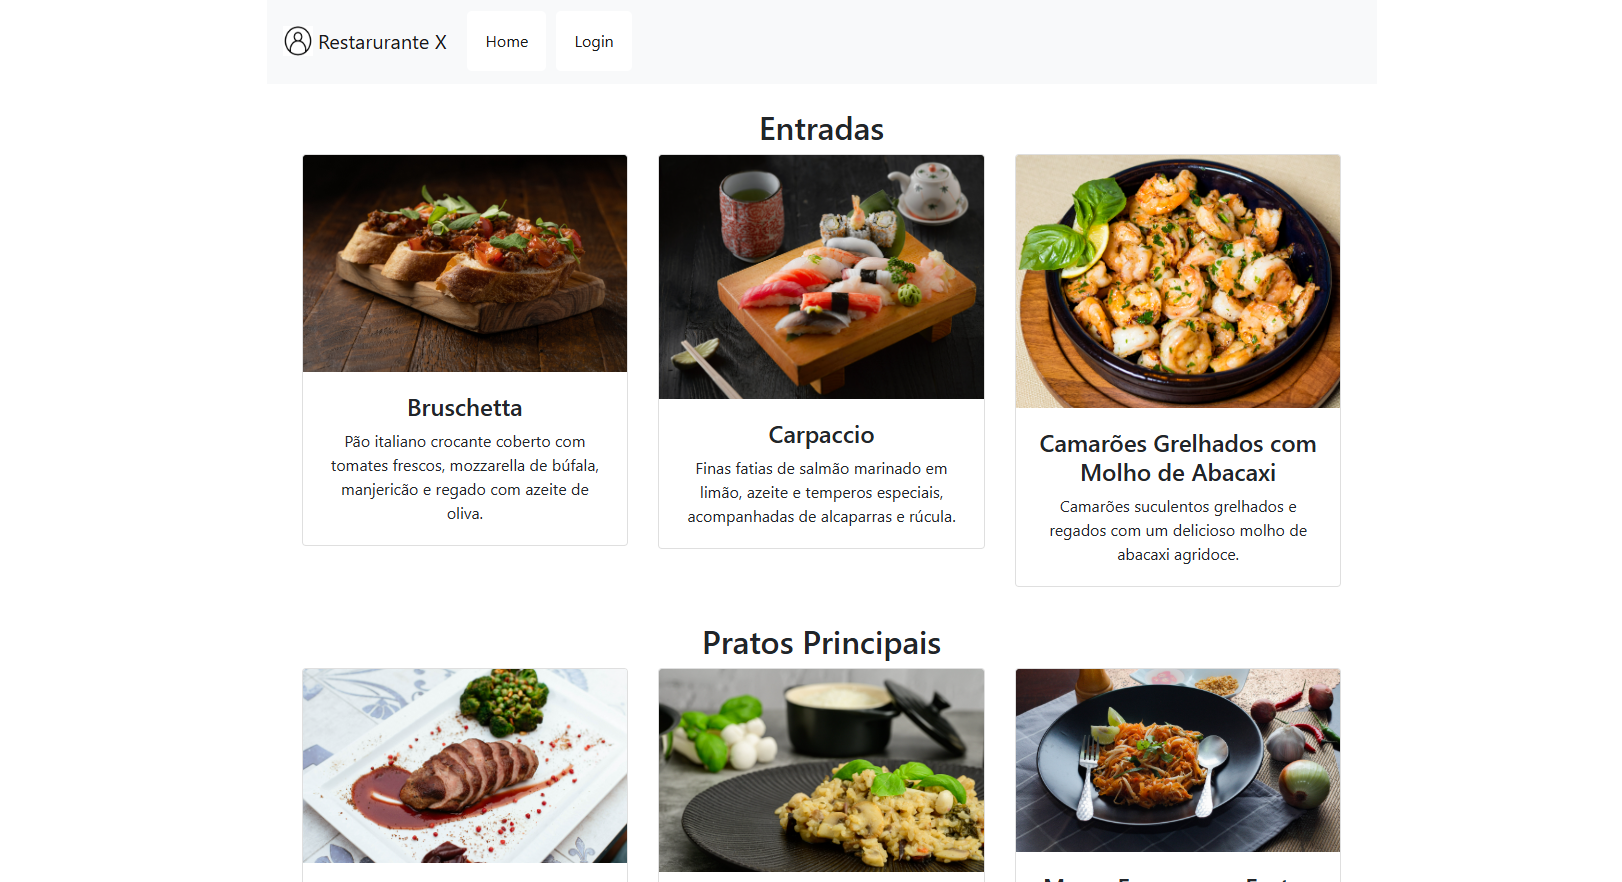 Restarurante X
Home
Login
Entradas
Bruschetta
Pão italiano crocante coberto com
tomates frescos, mozzarella de búfala,
manjericão e regado com azeite de
oliva.
Carpaccio
Finas fatias de salmão marinado em
limão, azeite e temperos especiais,
acompanhadas de alcaparras e rúcula.
Camarões Grelhados com
Molho de Abacaxi
Camarões suculentos grelhados e
regados com um delicioso molho de
abacaxi agridoce.
Pratos Principais